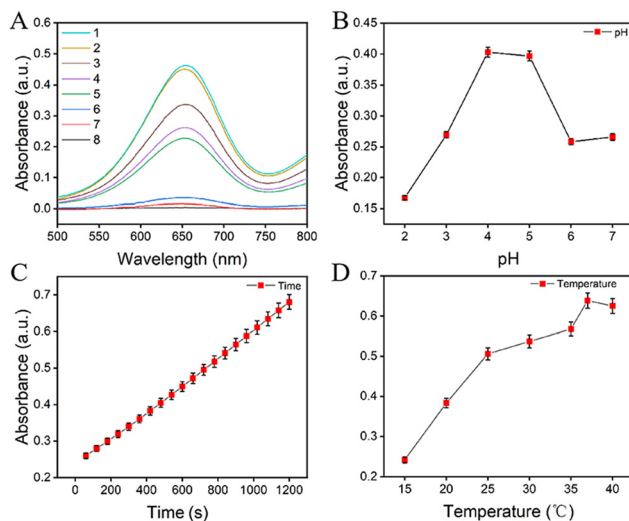 A
1
2
3
4
5
6
7
8
Absorbance (a.u.)
0.6
0.5
0.4
0.3
0.2
0.1
0.0
500 550 600 650 700 750 800
Wavelength (nm)
B
pH
Absorbance (a.u.)
0.45
0.40
0.35
0.30
0.25
0.20
0.15
2 3 4 5 6 7
pH
C
Time
Absorbance (a.u.)
0.7
0.6
0.5
0.4
0.3
0.2
0 200 400 600 800 1000 1200
Time (s)
D
Temperature
Absorbance (a.u.)
0.7
0.6
0.5
0.4
0.3
0.2
15 20 25 30 35 40
Temperature (℃)